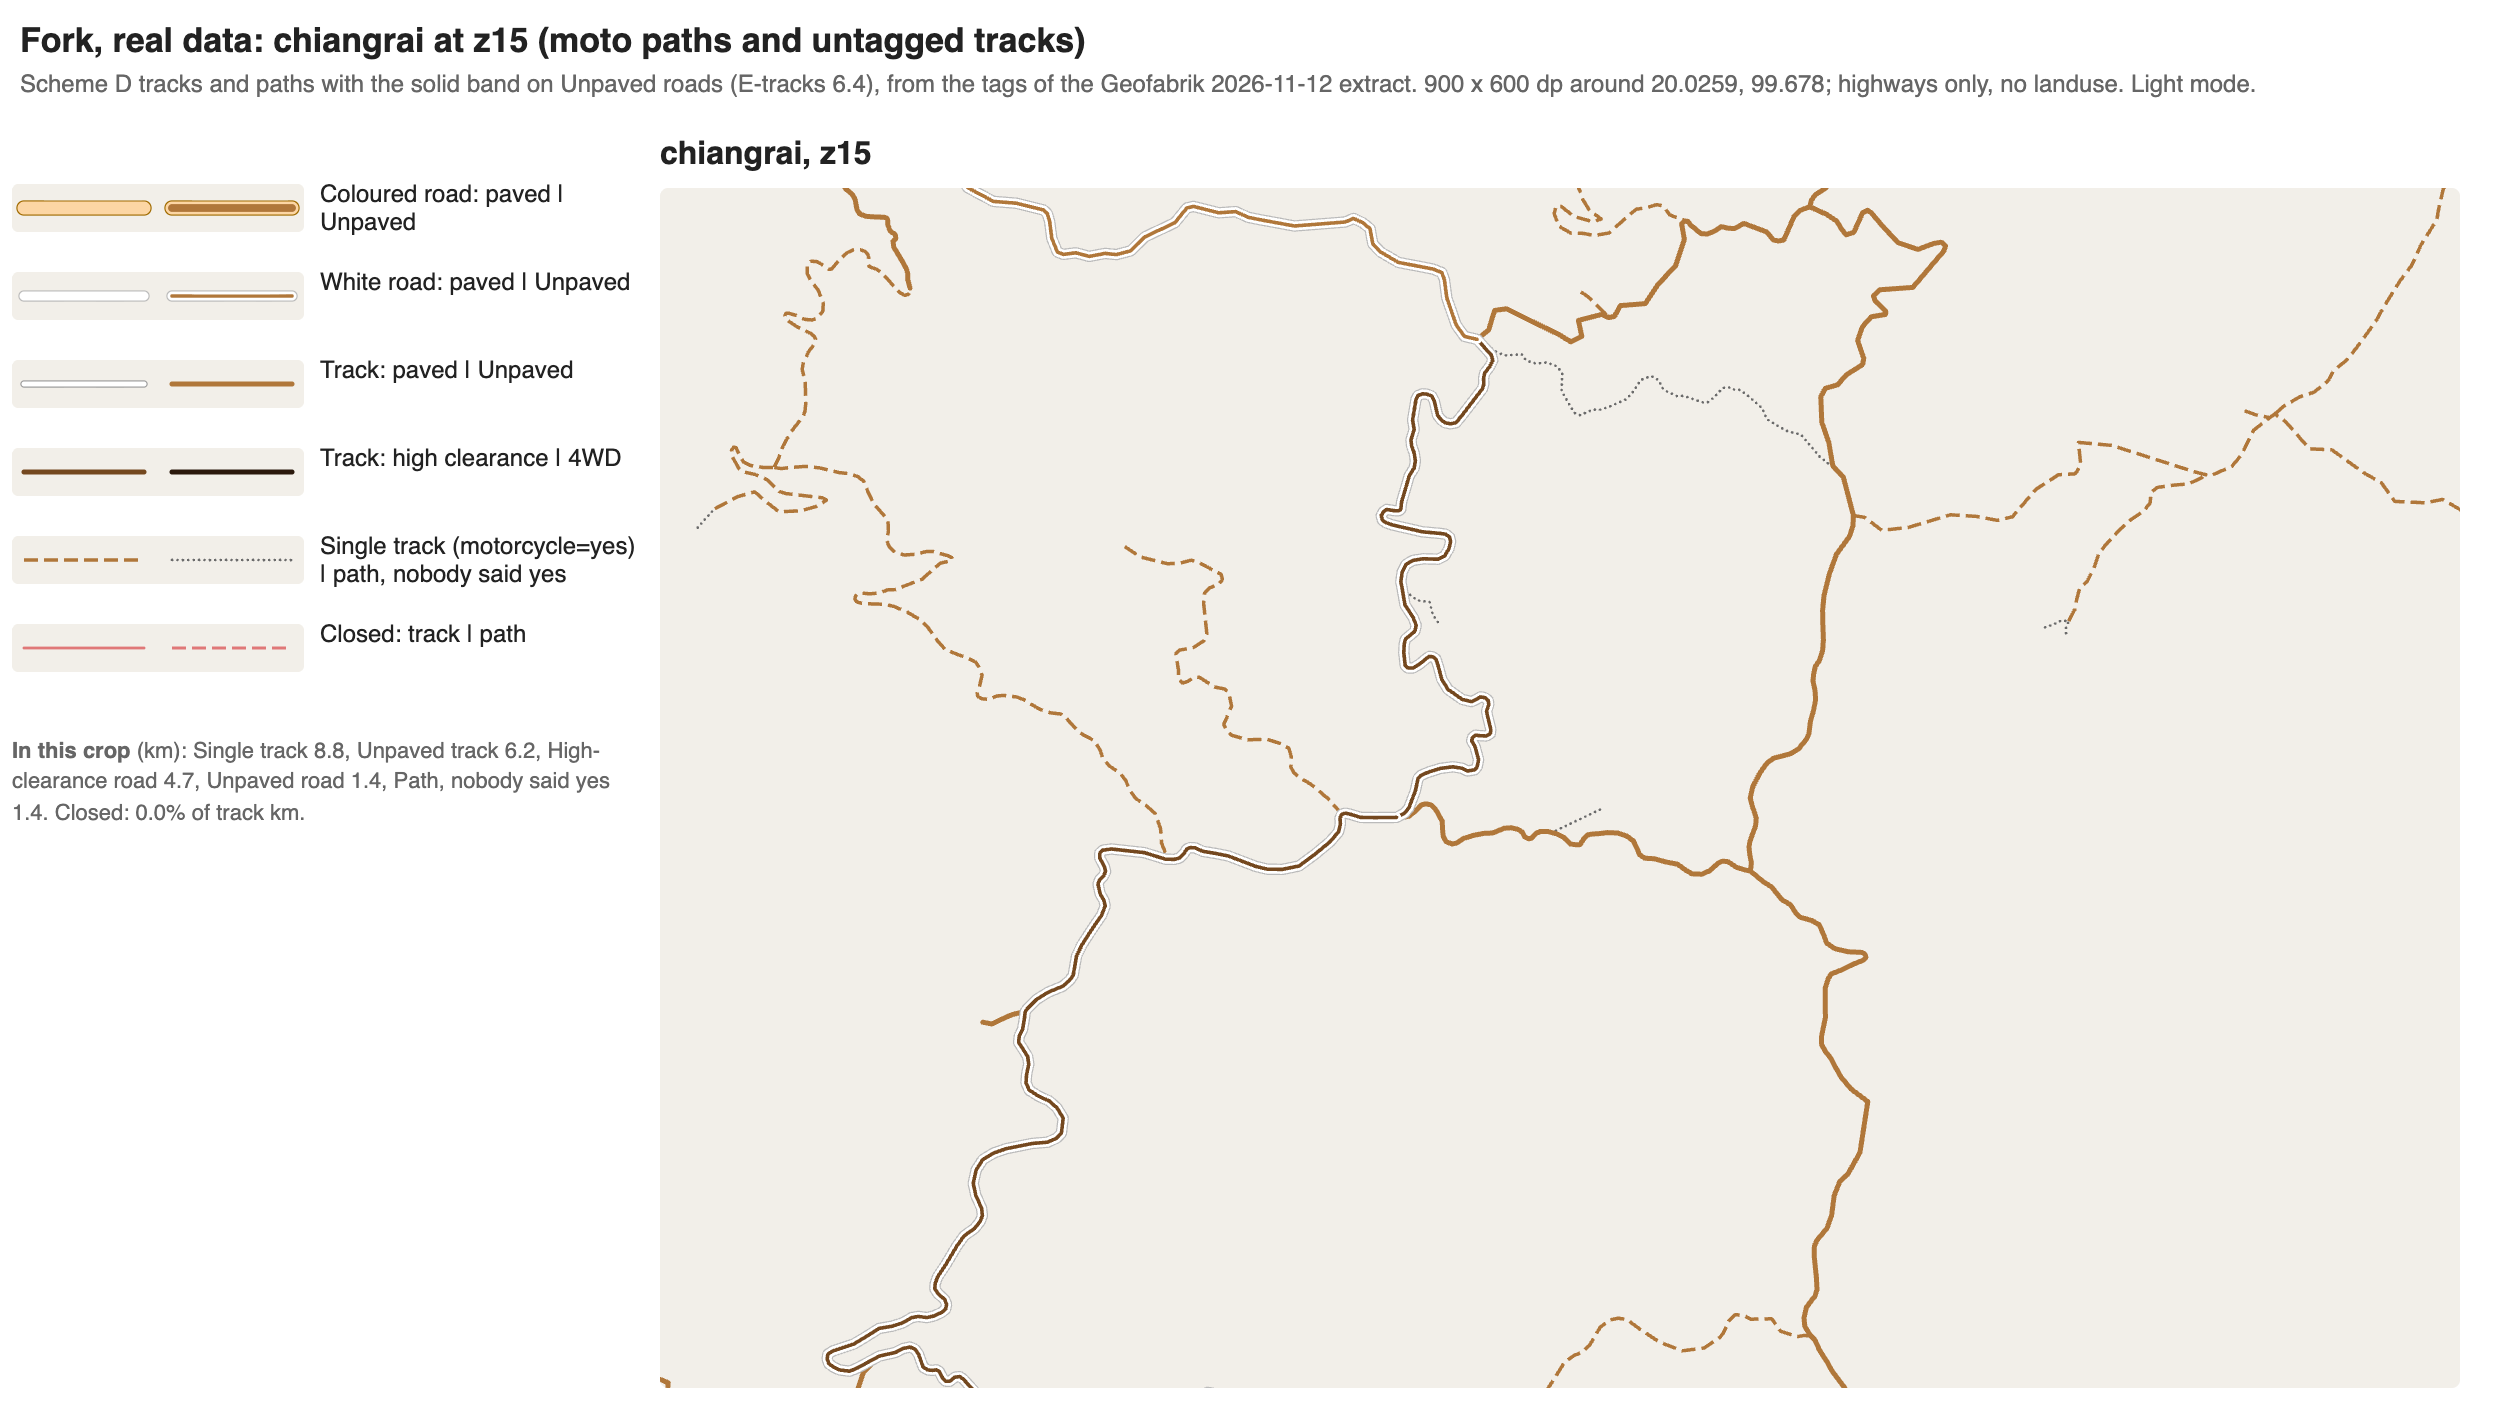 Fork, real data: chiangrai at z15 (moto paths and untagged tracks)
Scheme D tracks and paths with the solid band on Unpaved roads (E-tracks 6.4), from the tags of the Geofabrik 2026-11-12 extract. 900 x 600 dp around 20.0259, 99.678; highways only, no landuse. Light mode.
chiangrai, z15
Coloured road: paved |
Unpaved
White road: paved | Unpaved
Track: paved | Unpaved
Track: high clearance | 4WD
Single track (motorcycle=yes)
| path, nobody said yes
Closed: track | path
In this crop (km): Single track 8.8, Unpaved track 6.2, High-
clearance road 4.7, Unpaved road 1.4, Path, nobody said yes
1.4. Closed: 0.0% of track km.